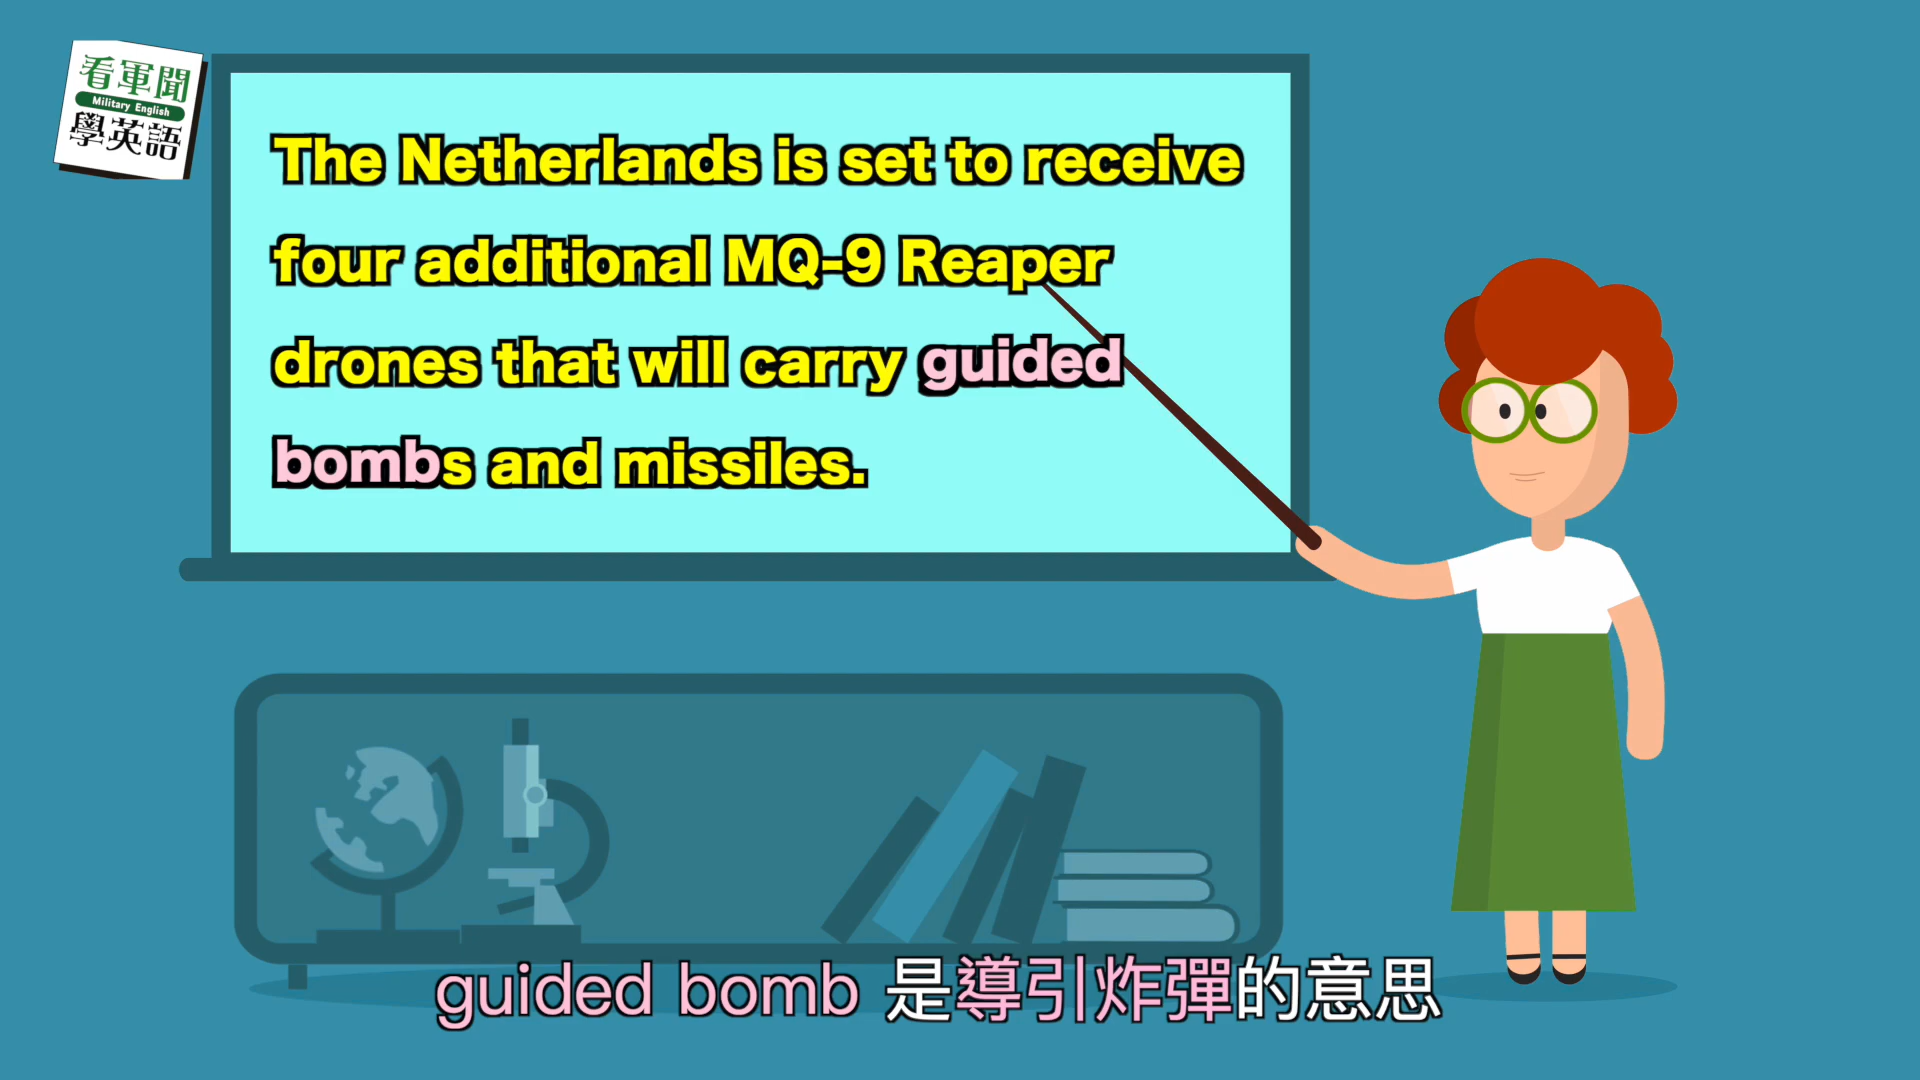 看軍聞
Military English
學英語
The Netherlands is set to receive
four additional MQ-9 Reaper
drones that will carry guided
bombs and missiles.
guided bomb 是導引炸彈的意思